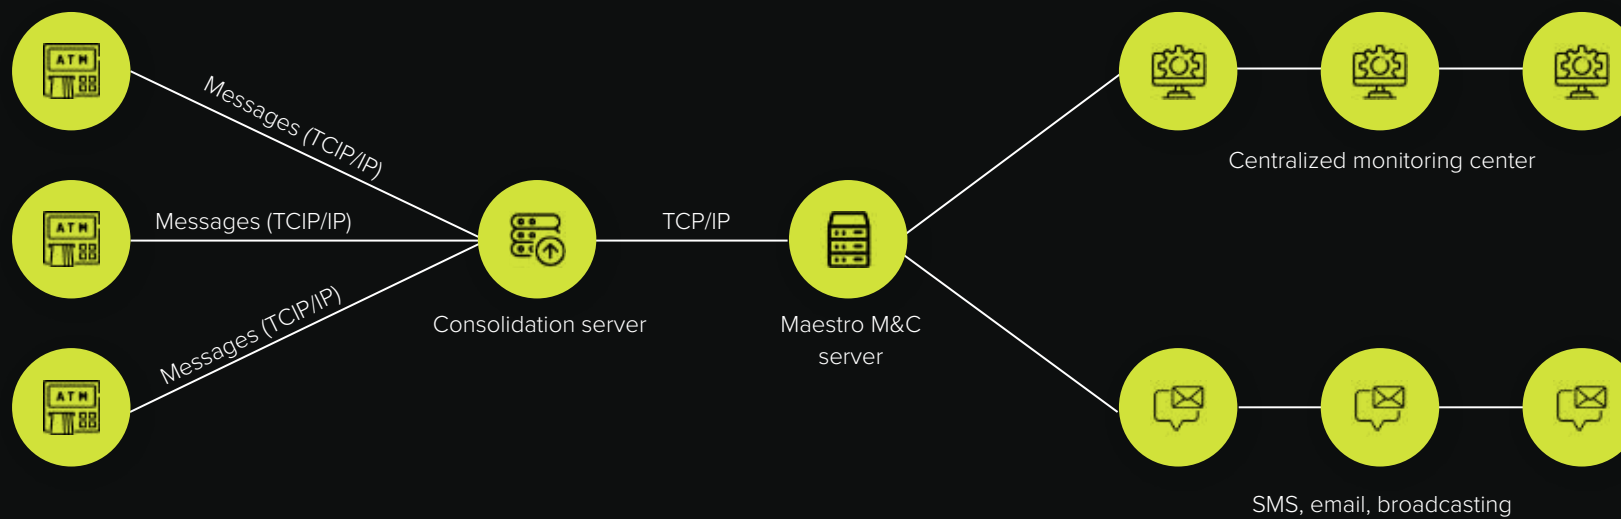 ATM
Messages (TCIP/IP)
Centralized monitoring center
ATM
Messages (TCIP/IP)
TCP/IP
Consolidation server
Maestro M&C
server
ATM
Messages (TCIP/IP)
SMS, email, broadcasting